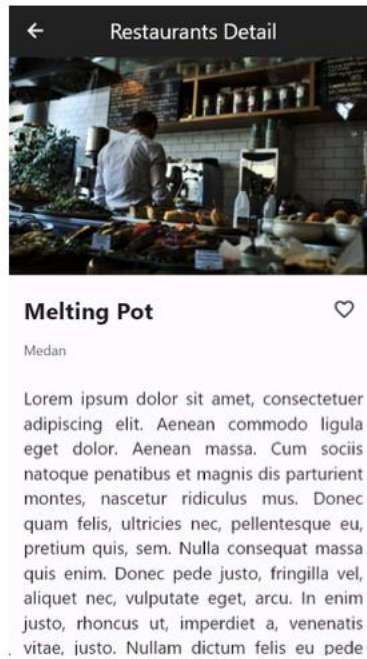 Restaurants Detail
Melting Pot
Medan
Lorem ipsum dolor sit amet, consectetuer
adipiscing elit. Aenean commodo ligula
eget dolor. Aenean massa. Cum sociis
natoque penatibus et magnis dis parturient
montes, nascetur ridiculus mus. Donec
quam felis, ultricies nec, pellentesque eu,
pretium quis, sem. Nulla consequat massa
quis enim. Donec pede justo, fringilla vel,
aliquet nec, vulputate eget, arcu. In enim
justo, rhoncus ut, imperdiet a, venenatis
vitae, justo. Nullam dictum felis eu pede